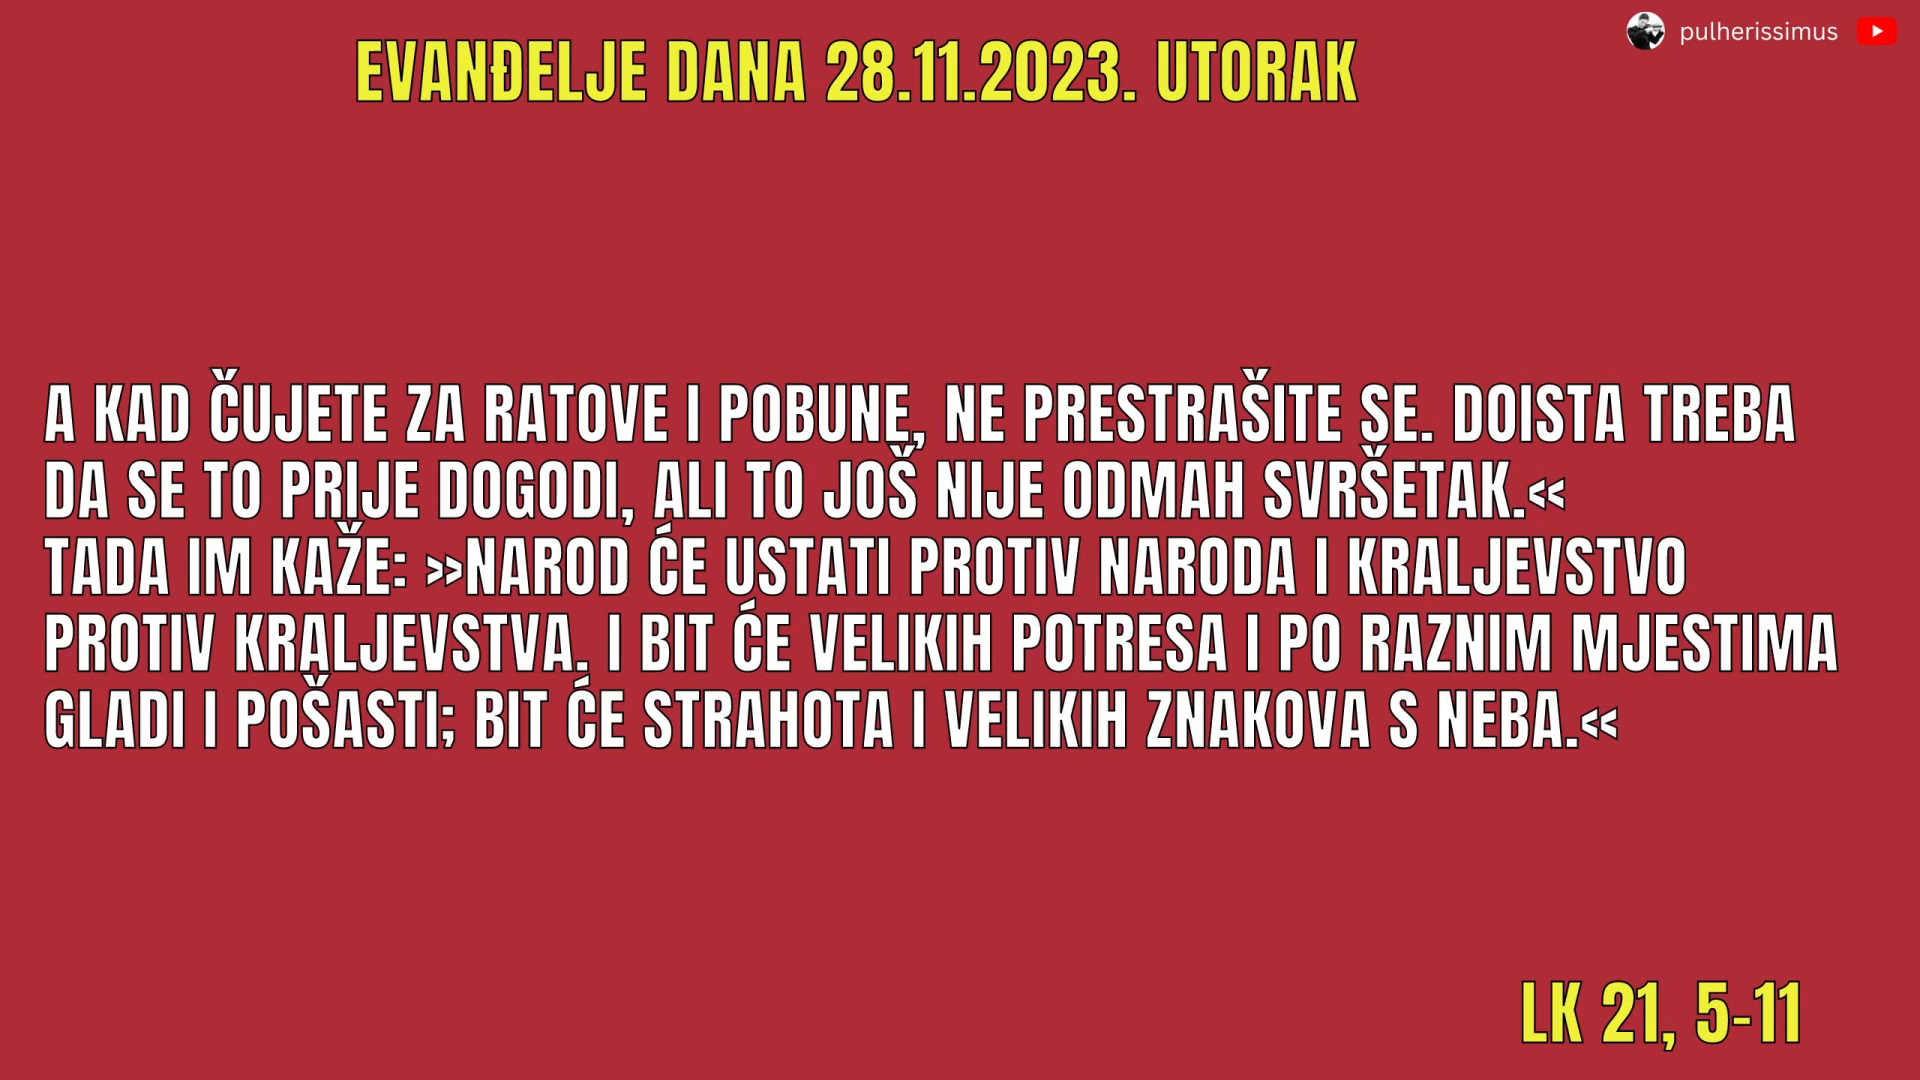 pulherissimus
EVANĐELJE DANA 28.11.2023. UTORAK
A KAD ČUJETE ZA RATOVE I POBUNE, NE PRESTRAŠITE SE. DOISTA TREBA
DA SE TO PRIJE DOGODI, ALI TO JOŠ NIJE ODMAH SVRŠETAK.<<
TADA IM KAŽE: >>NAROD ĆE USTATI PROTIV NARODA I KRALJEVSTVO
PROTIV KRALJEVSTVA. I BIT ĆE VELIKIH POTRESA I PO RAZNIM MJESTIMA
GLADI I POŠASTI; BIT ĆE STRAHOTA I VELIKIH ZNAKOVA S NEBA.<<
LK 21, 5-11